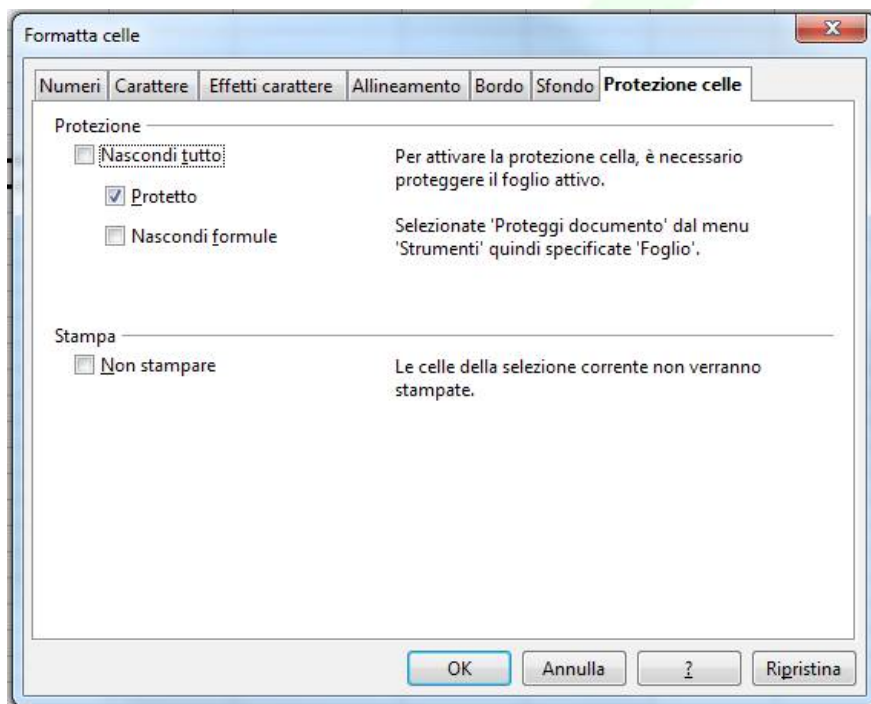 Formatta celle
Numeri Carattere Effetti carattere Allineamento Bordo Sfondo Protezione celle
Protezione
Nascondi tutto
Protetto
Nascondi formule
Per attivare la protezione cella, è necessario
proteggere il foglio attivo.
Selezionate 'Proteggi documento' dal menu
'Strumenti' quindi specificate 'Foglio'.
Stampa
Non stampare
Le celle della selezione corrente non verranno
stampate.
OK Annulla ? Ripristina